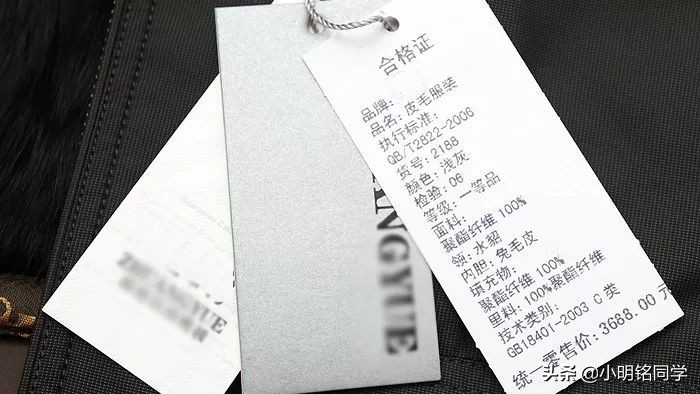 合格证
品牌:
品名: 皮毛服装
执行标准:
QB/T2822-2006
货号: 2188
颜色: 浅灰
检验: 06
等级: 一等品
面料:
聚酯纤维 100%
领: 水貂
内胆: 兔毛皮
填充物:
聚酯纤维 100%
里料: 100%聚酯纤维
技术类别:
GB18401-2003 C 类
统一零售价: 3688.00 元
ANGYUE
头条 @小明铭同学